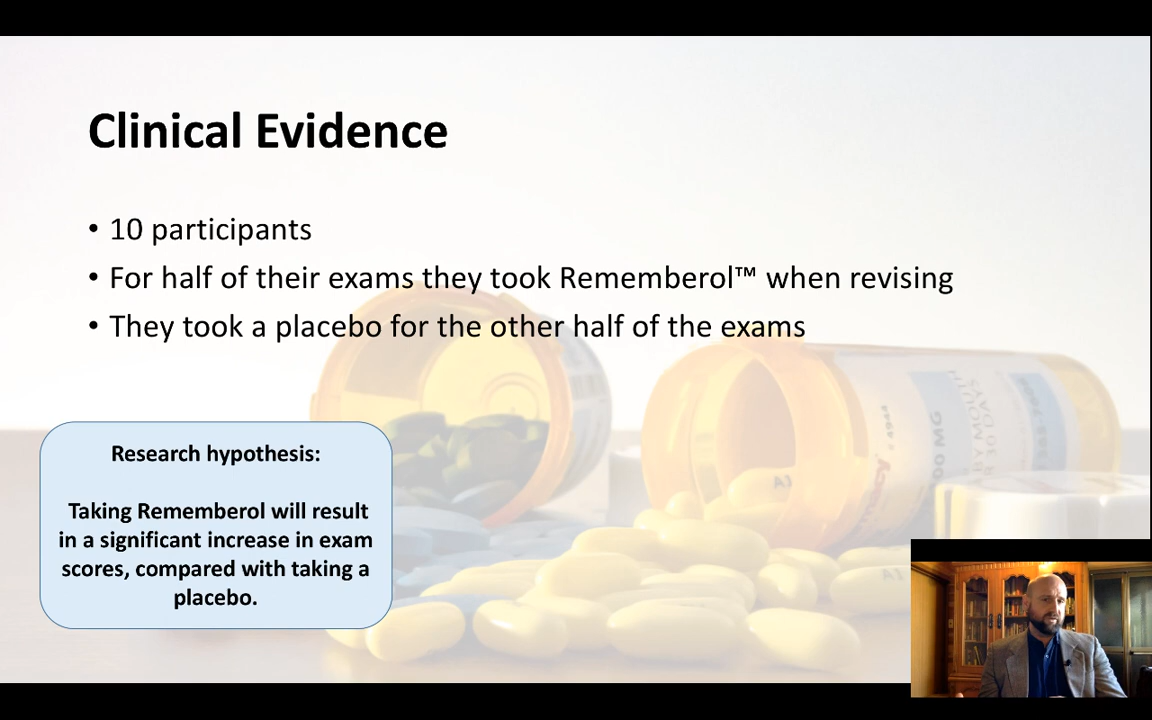 Clinical Evidence
• 10 participants
• For half of their exams they took Rememberol™ when revising
• They took a placebo for the other half of the exams
Research hypothesis:
Taking Rememberol will result
in a significant increase in exam
scores, compared with taking a
placebo.